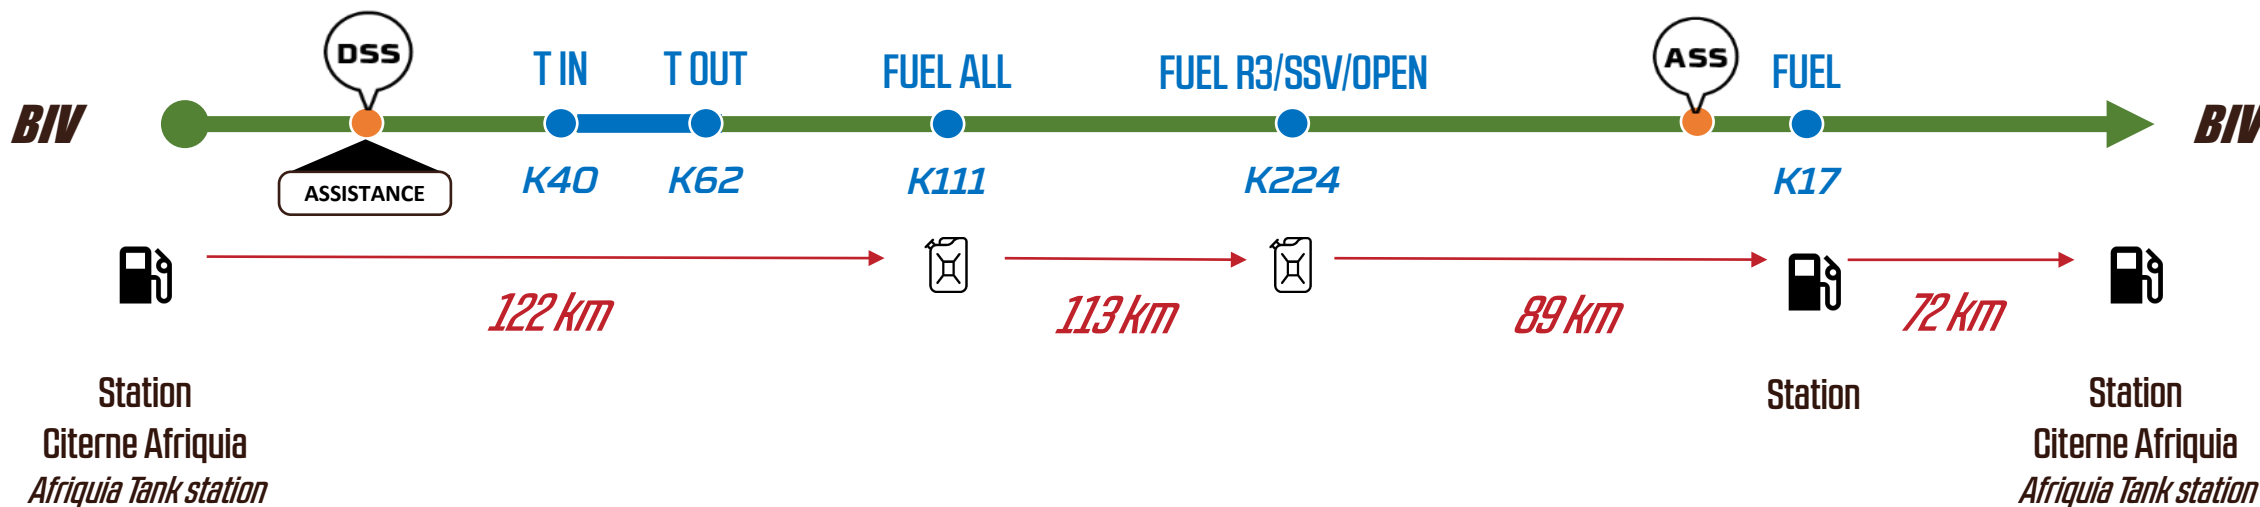 DSS
ASS
T IN
T OUT
FUEL ALL
FUEL R3/SSV/OPEN
FUEL
BIV
BIV
ASSISTANCE
K40
K62
K111
K224
K17
122 km
113 km
89 km
72 km
Station
Citerne Afriquia
Afriquia Tank station
Station
Station
Citerne Afriquia
Afriquia Tank station